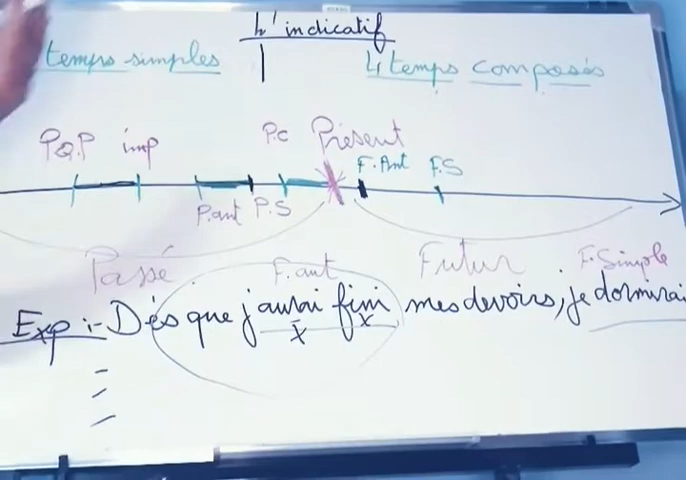 L'indicatif
temps simples | 4 temps composés
P.Q.P imp P.C Présent
F.Ant F.S
P.ant P.S
Passé Futur
F.ant F.Simple
Exp :- Dés que j'aurai fini mes devoirs, je dormirai
x x